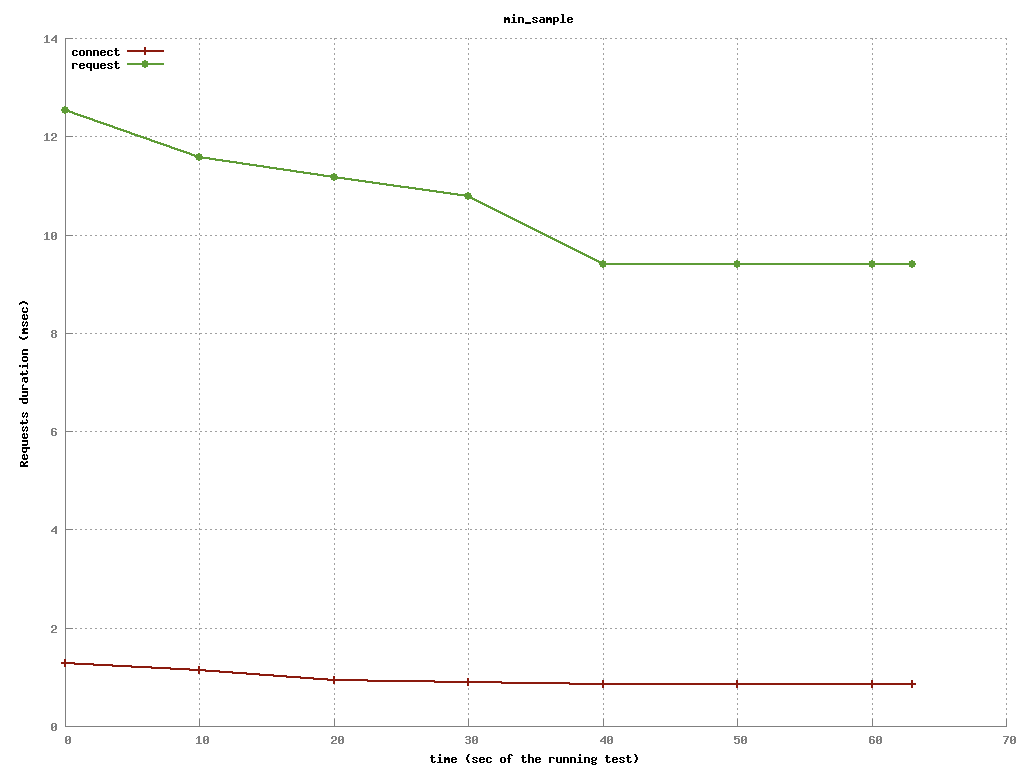 min_sample
14
connect
request
12
10
8
6
4
2
0
Requests duration (msec)
0 10 20 30 40 50 60 70
time (sec of the running test)